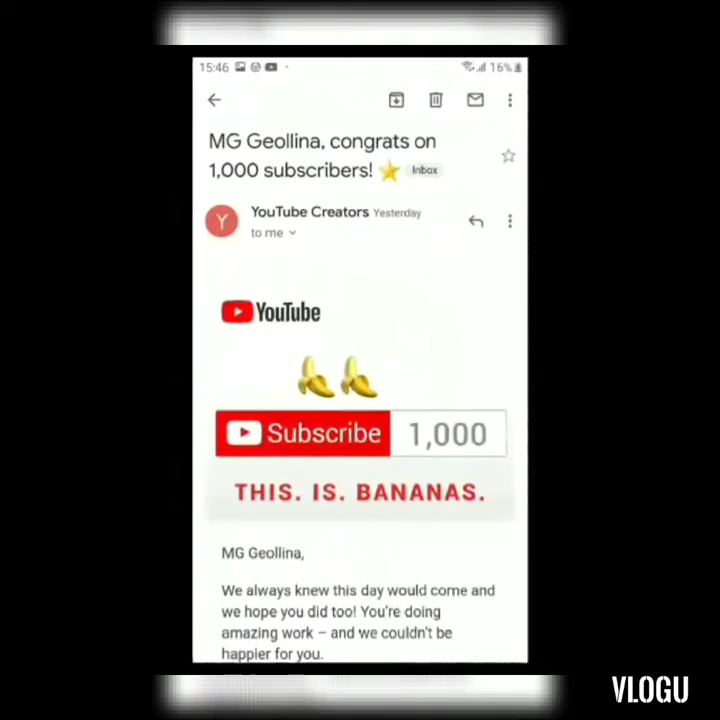 15:46
16%
MG Geollina, congrats on
1,000 subscribers! Inbox
Y
YouTube Creators Yesterday
to me
YouTube
Subscribe 1,000
THIS. IS. BANANAS.
MG Geollina,
We always knew this day would come and
we hope you did too! You're doing
amazing work – and we couldn't be
happier for you.
VLOGU